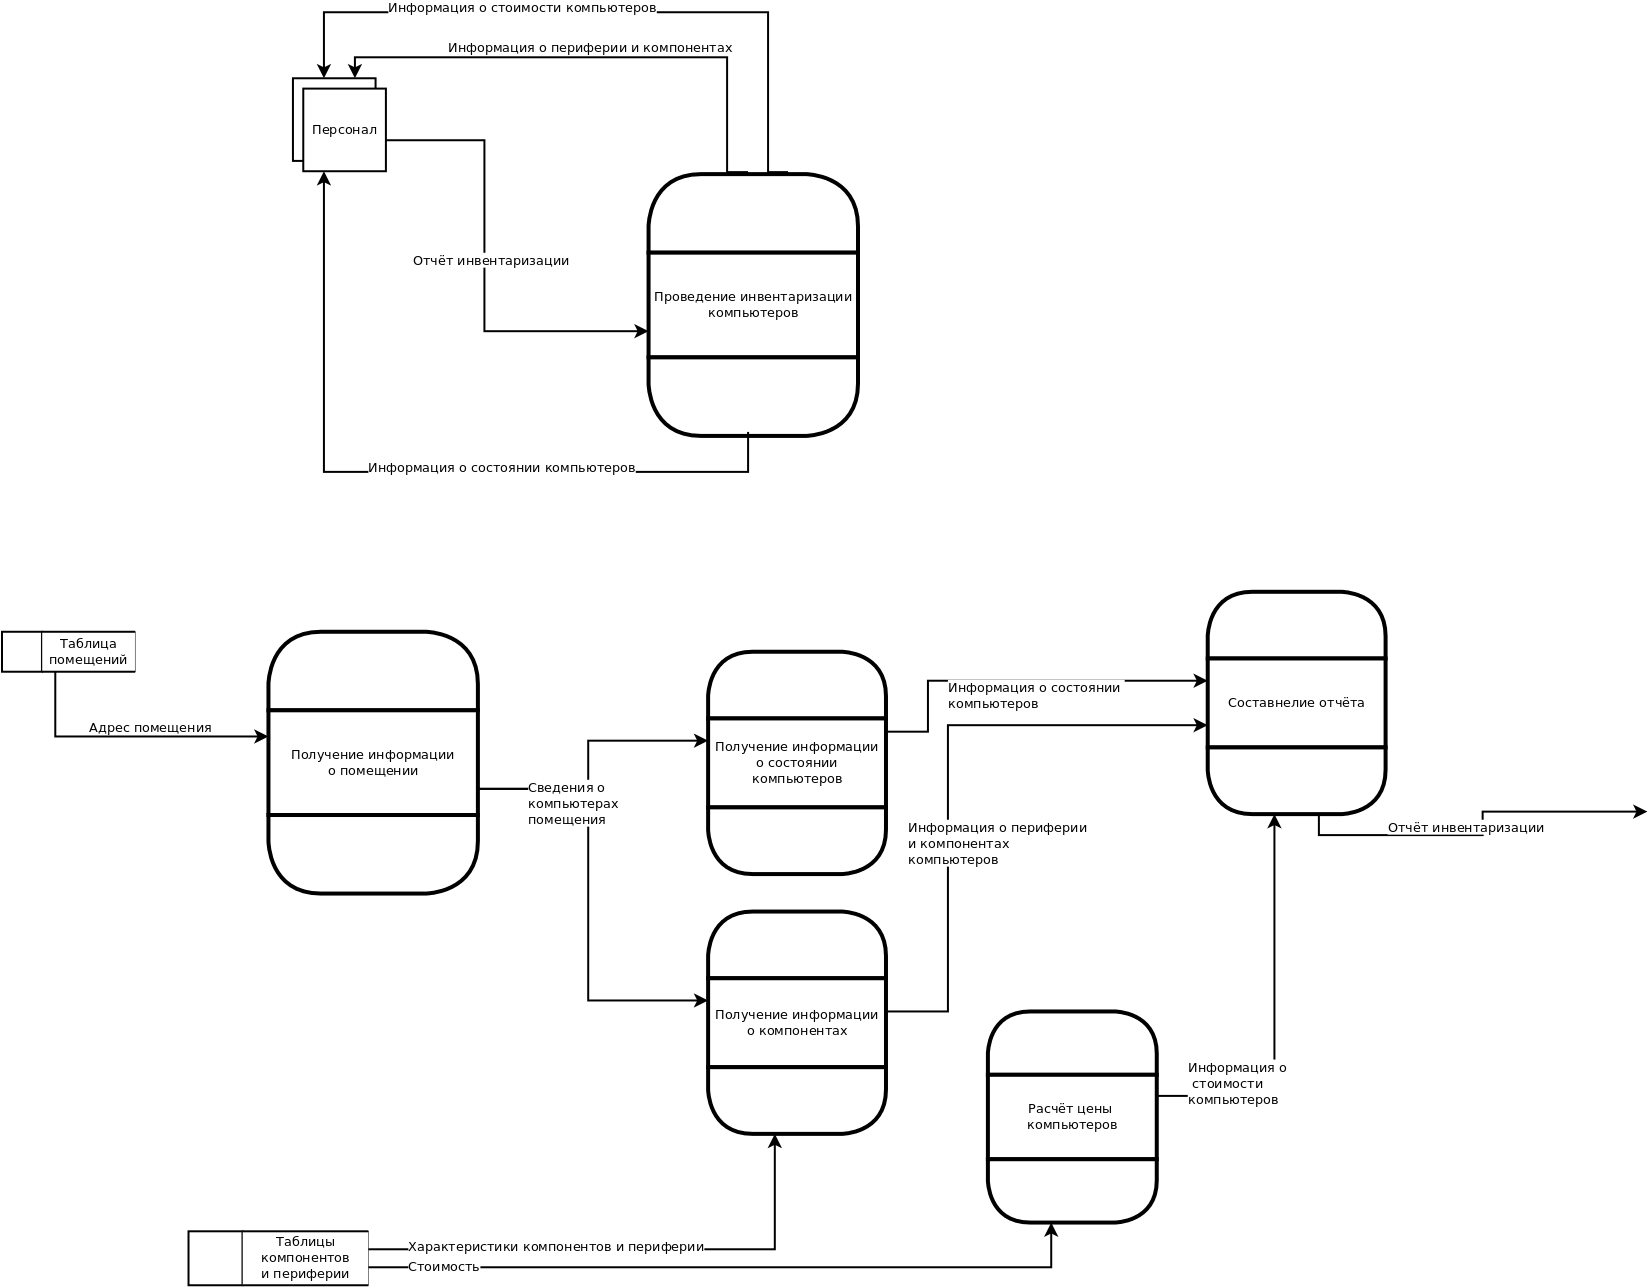 Информация о стоимости компьютеров
Информация о периферии и компонентах
Персонал
Отчёт инвентаризации
Проведение инвентаризации
компьютеров
Информация о состоянии компьютеров
Таблица
помещений
Адрес помещения
Получение информации
о помещении
Сведения о
компьютерах
помещения
Получение информации
о состоянии
компьютеров
Информация о состоянии
компьютеров
Составнелие отчёта
Информация о периферии
и компонентах
компьютеров
Отчёт инвентаризации
Получение информации
о компонентах
Расчёт цены
компьютеров
Информация о
стоимости
компьютеров
Таблицы
компонентов
и периферии
Характеристики компонентов и периферии
Стоимость